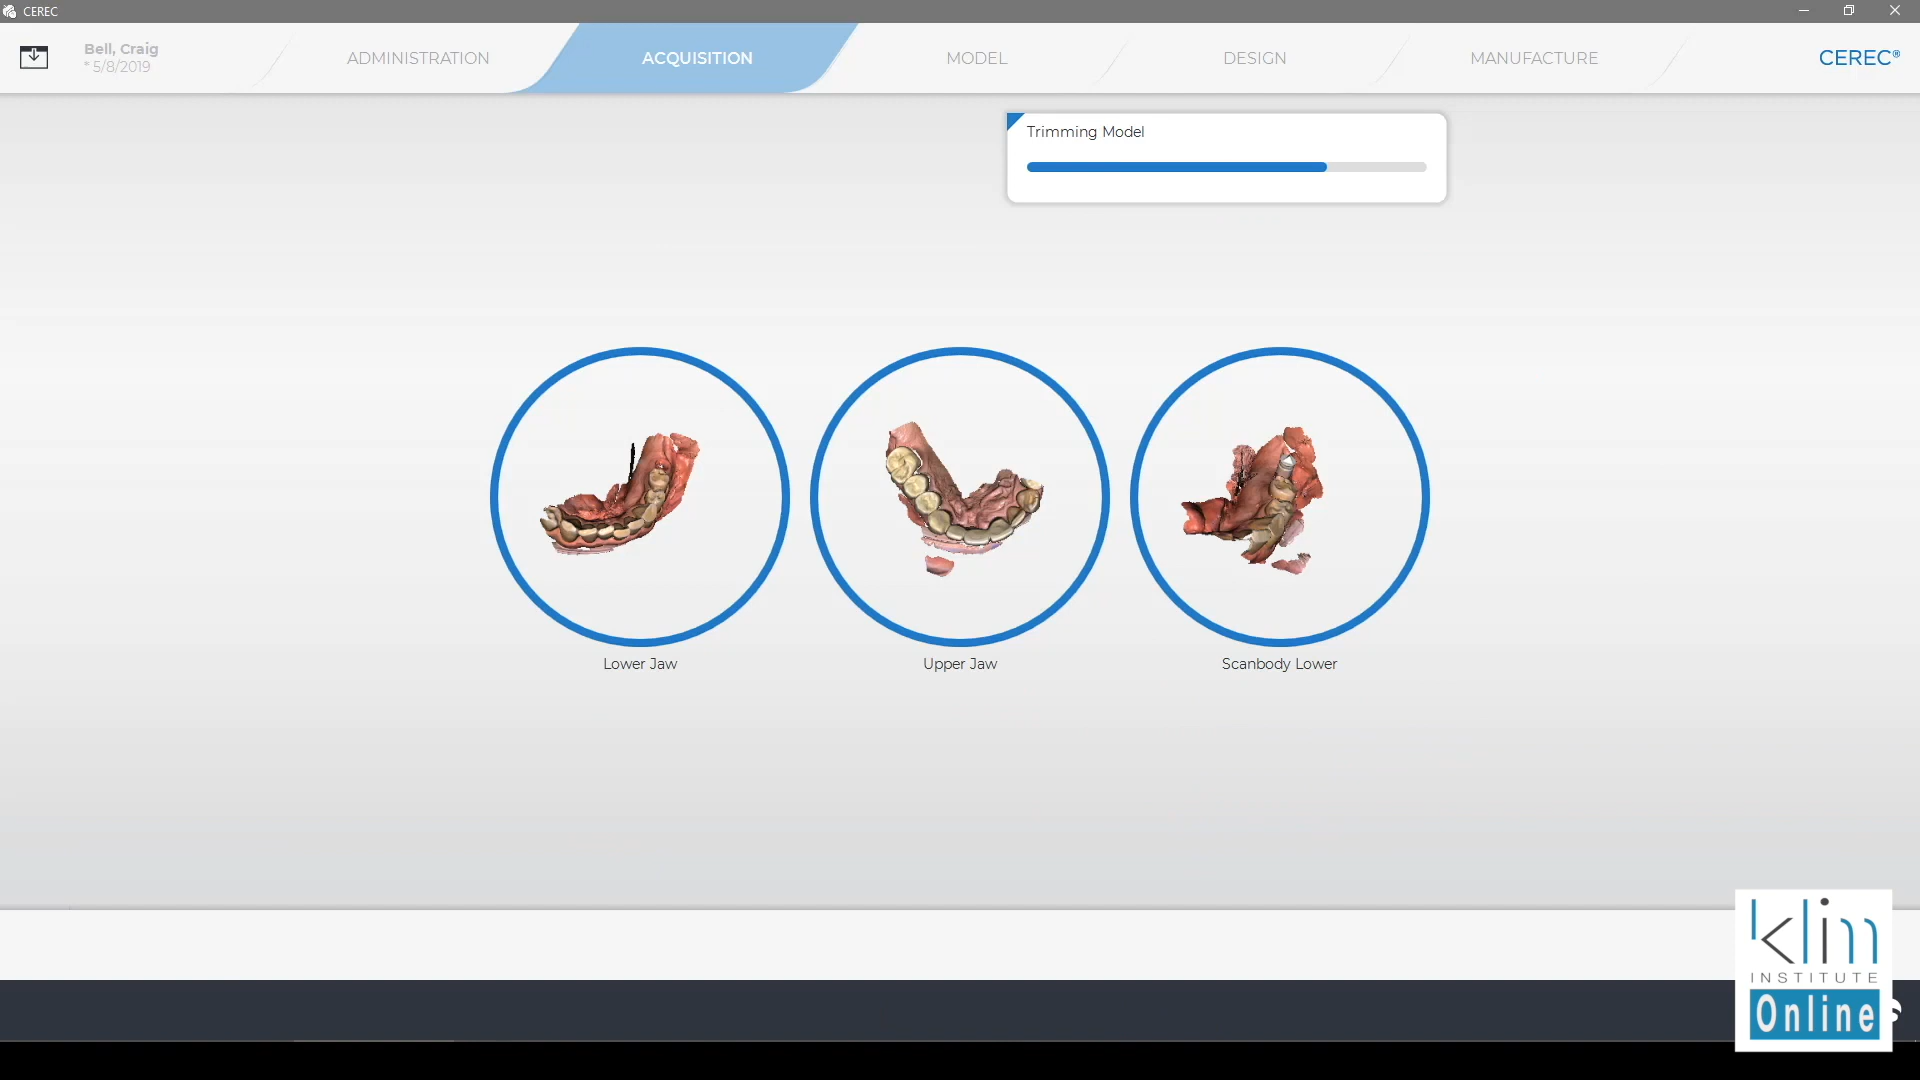 CEREC
Bell, Craig
* 5/8/2019
ADMINISTRATION
ACQUISITION
MODEL
DESIGN
MANUFACTURE
CEREC®
Trimming Model
Lower Jaw
Upper Jaw
Scanbody Lower
klim
INSTITUTE
Online